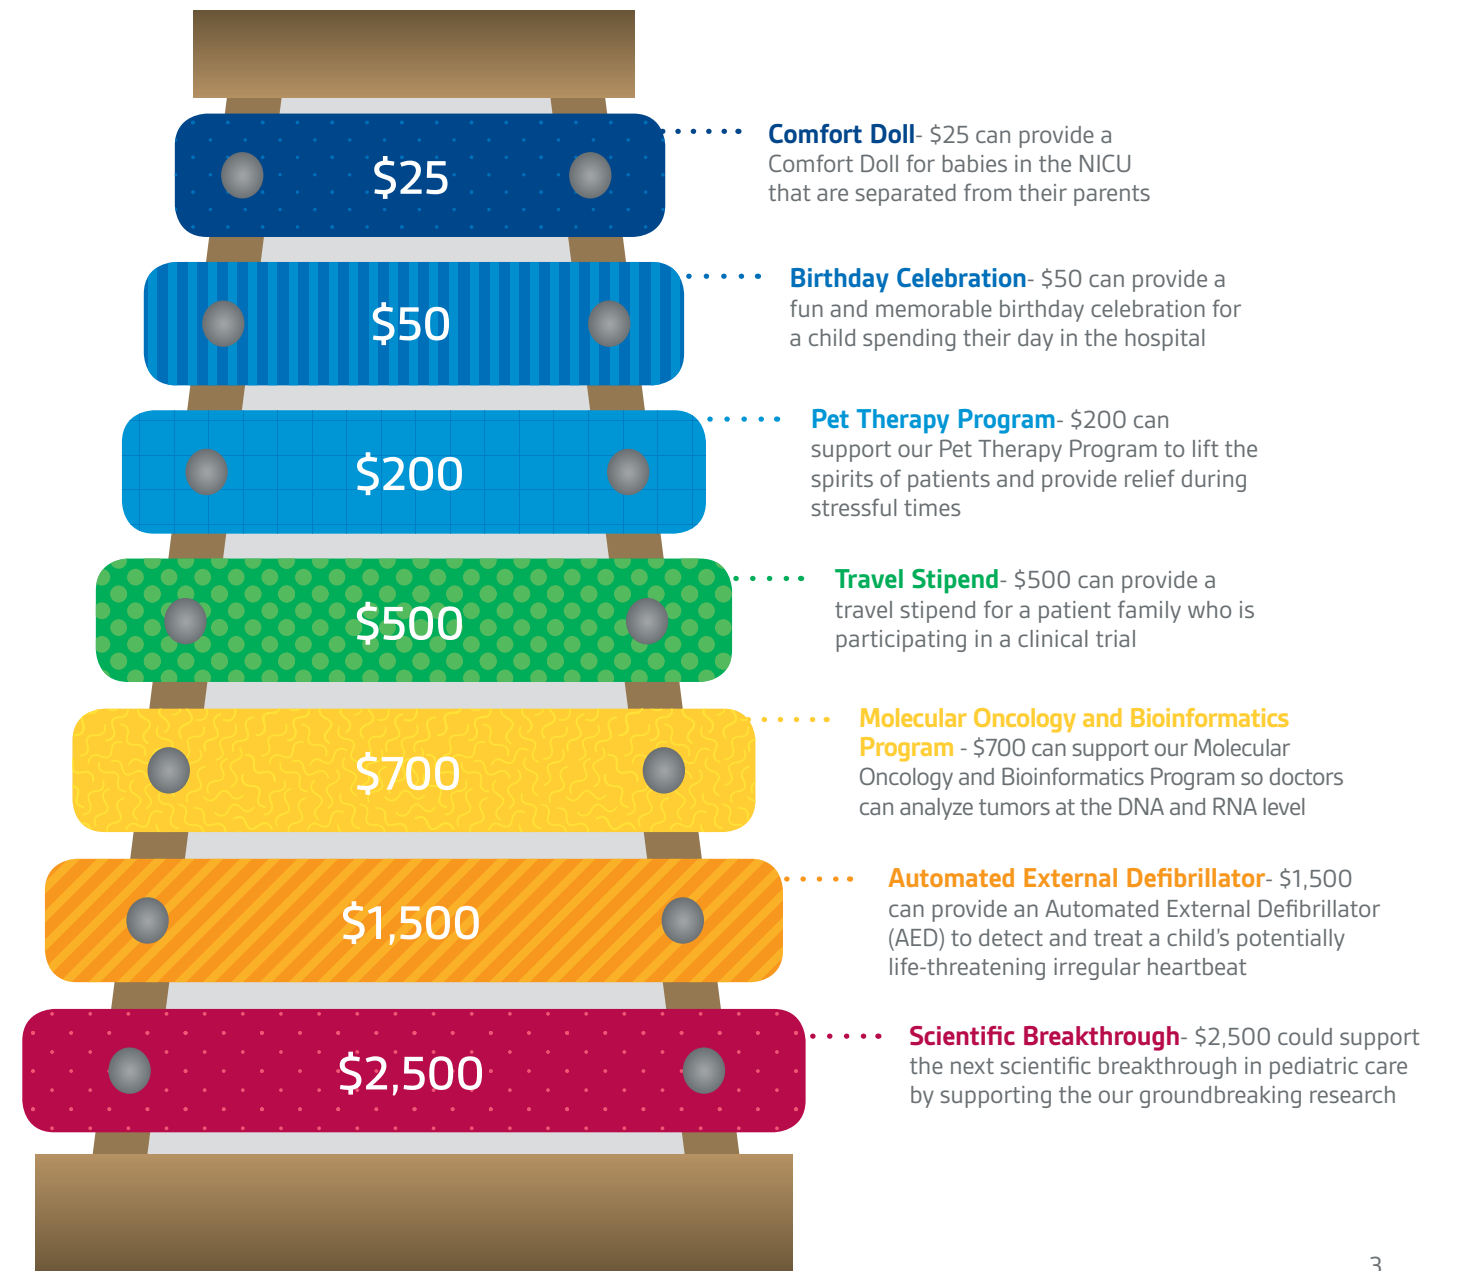 $25
Comfort Doll- $25 can provide a
Comfort Doll for babies in the NICU
that are separated from their parents
$50
Birthday Celebration- $50 can provide a
fun and memorable birthday celebration for
a child spending their day in the hospital
$200
Pet Therapy Program- $200 can
support our Pet Therapy Program to lift the
spirits of patients and provide relief during
stressful times
$500
Travel Stipend- $500 can provide a
travel stipend for a patient family who is
participating in a clinical trial
$700
Molecular Oncology and Bioinformatics
Program - $700 can support our Molecular
Oncology and Bioinformatics Program so doctors
can analyze tumors at the DNA and RNA level
$1,500
Automated External Defibrillator- $1,500
can provide an Automated External Defibrillator
(AED) to detect and treat a child's potentially
life-threatening irregular heartbeat
$2,500
Scientific Breakthrough- $2,500 could support
the next scientific breakthrough in pediatric care
by supporting the our groundbreaking research
3